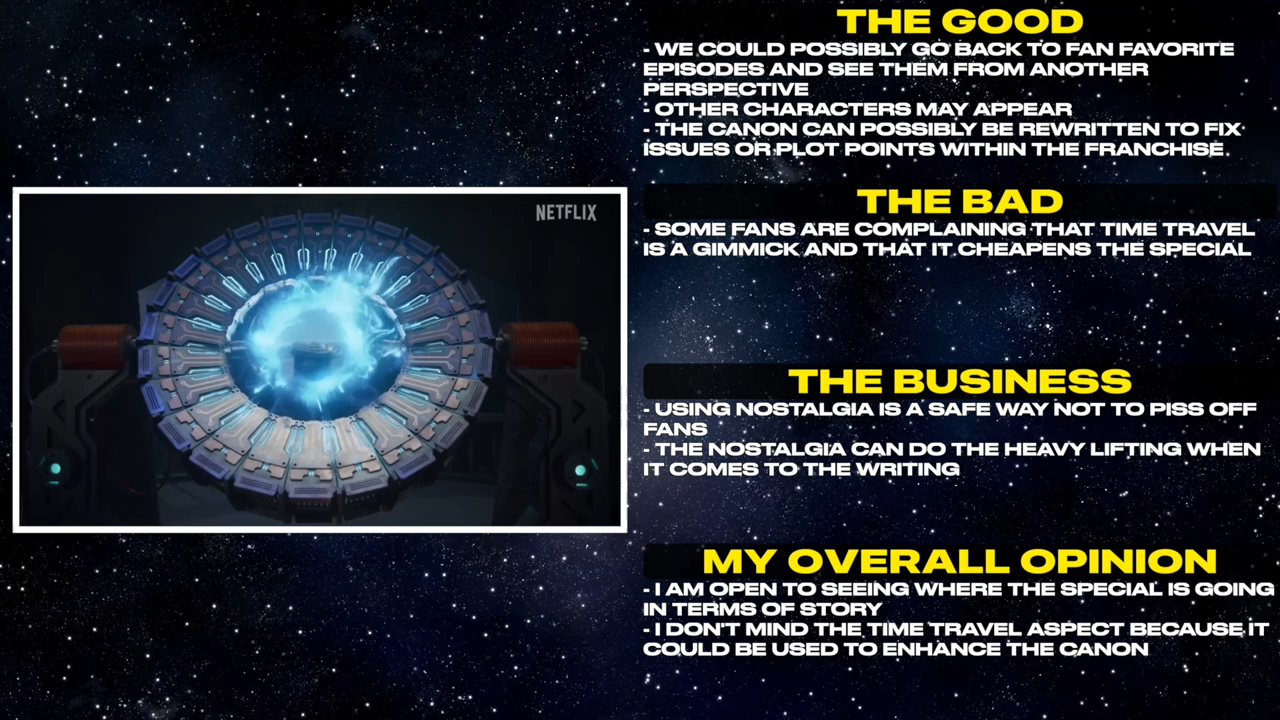 THE GOOD
- WE COULD POSSIBLY GO BACK TO FAN FAVORITE
EPISODES AND SEE THEM FROM ANOTHER
PERSPECTIVE
- OTHER CHARACTERS MAY APPEAR
- THE CANON CAN POSSIBLY BE REWRITTEN TO FIX
ISSUES OR PLOT POINTS WITHIN THE FRANCHISE
NETFLIX
THE BAD
- SOME FANS ARE COMPLAINING THAT TIME TRAVEL
IS A GIMMICK AND THAT IT CHEAPENS THE SPECIAL
THE BUSINESS
- USING NOSTALGIA IS A SAFE WAY NOT TO PISS OFF
FANS
- THE NOSTALGIA CAN DO THE HEAVY LIFTING WHEN
IT COMES TO THE WRITING
MY OVERALL OPINION
- I AM OPEN TO SEEING WHERE THE SPECIAL IS GOING
IN TERMS OF STORY
- I DON'T MIND THE TIME TRAVEL ASPECT BECAUSE IT
COULD BE USED TO ENHANCE THE CANON